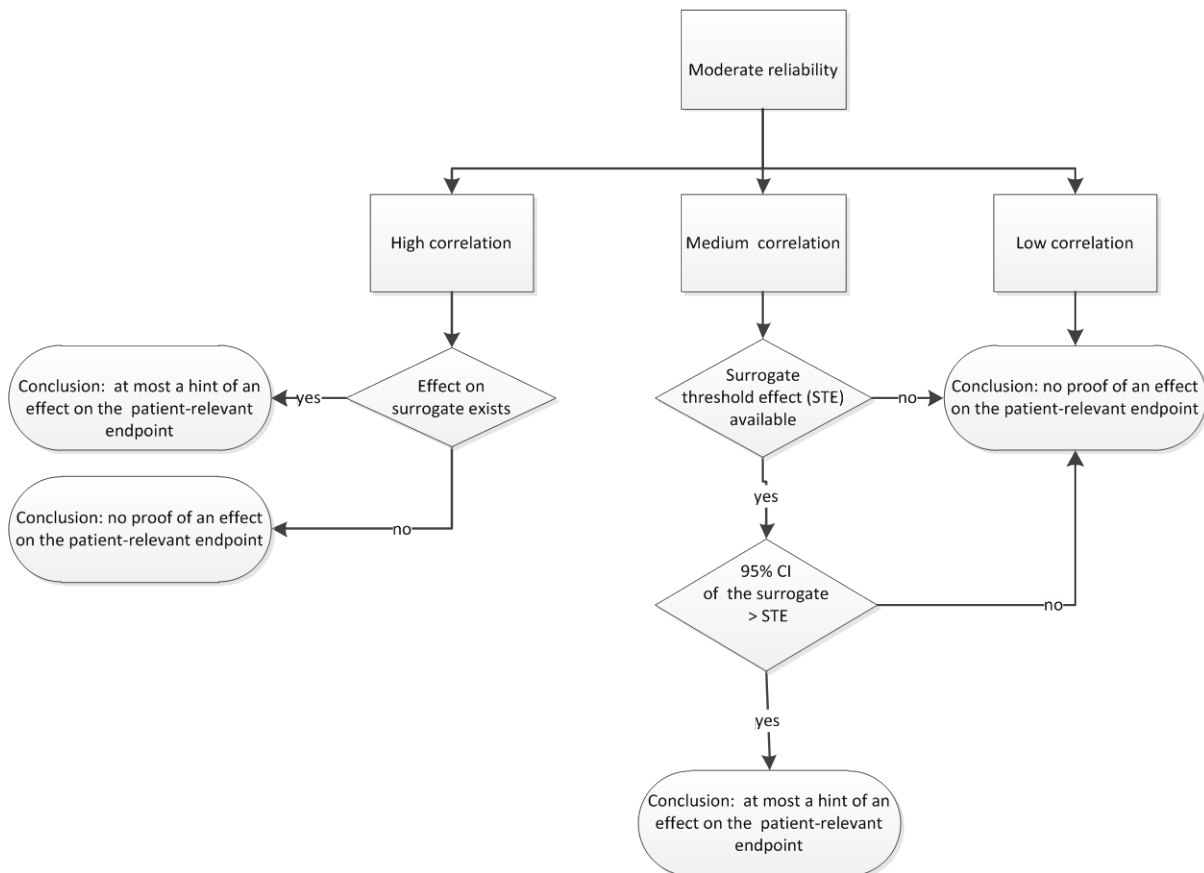 Moderate reliability
High correlation
Medium correlation
Low correlation
Conclusion: at most a hint of an
effect on the patient-relevant
endpoint
yes
Effect on
surrogate exists
Surrogate
threshold effect (STE)
available
no
Conclusion: no proof of an effect
on the patient-relevant endpoint
Conclusion: no proof of an effect
on the patient-relevant endpoint
no
yes
95% CI
of the surrogate
> STE
no
yes
Conclusion: at most a hint of an
effect on the patient-relevant
endpoint